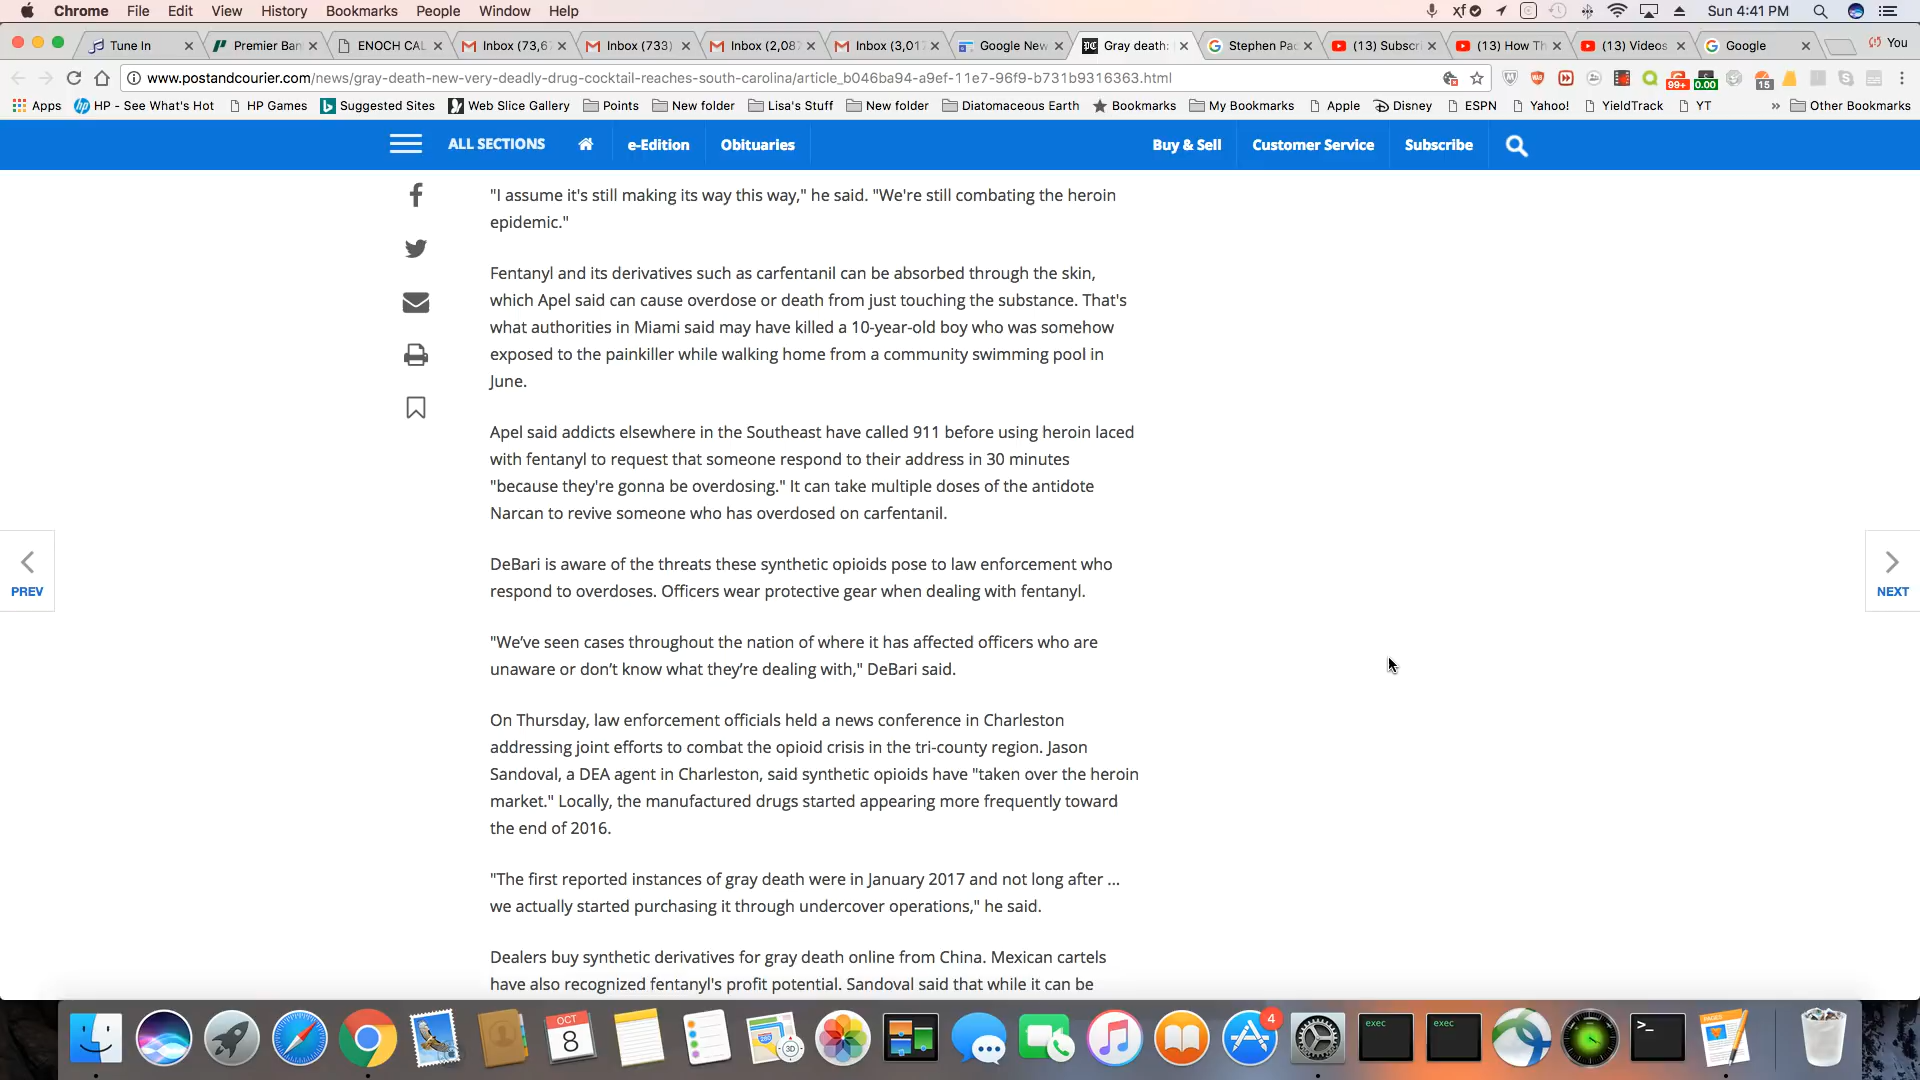 Chrome File Edit View History Bookmarks People Window Help
Sun 4:41 PM
Tune In
Premier Ban
ENOCH CAL
Inbox (73,67
Inbox (733)
Inbox (2,087
Inbox (3,017
Google New
Gray death:
Stephen Pad
(13) Subscri
(13) How Th
(13) Videos
Google
You
www.postandcourier.com/news/gray-death-new-very-deadly-drug-cocktail-reaches-south-carolina/article_b046ba94-a9ef-11e7-96f9-b731b9316363.html
99+
0.00
15
Apps HP - See What's Hot HP Games Suggested Sites Web Slice Gallery Points New folder Lisa's Stuff New folder Diatomaceous Earth Bookmarks My Bookmarks Apple Disney ESPN Yahoo! YieldTrack YT » Other Bookmarks
ALL SECTIONS e-Edition Obituaries Buy & Sell Customer Service Subscribe
"I assume it's still making its way this way," he said. "We're still combating the heroin
epidemic."
Fentanyl and its derivatives such as carfentanil can be absorbed through the skin,
which Apel said can cause overdose or death from just touching the substance. That's
what authorities in Miami said may have killed a 10-year-old boy who was somehow
exposed to the painkiller while walking home from a community swimming pool in
June.
Apel said addicts elsewhere in the Southeast have called 911 before using heroin laced
with fentanyl to request that someone respond to their address in 30 minutes
"because they're gonna be overdosing." It can take multiple doses of the antidote
Narcan to revive someone who has overdosed on carfentanil.
PREV
NEXT
DeBari is aware of the threats these synthetic opioids pose to law enforcement who
respond to overdoses. Officers wear protective gear when dealing with fentanyl.
"We've seen cases throughout the nation of where it has affected officers who are
unaware or don't know what they're dealing with," DeBari said.
On Thursday, law enforcement officials held a news conference in Charleston
addressing joint efforts to combat the opioid crisis in the tri-county region. Jason
Sandoval, a DEA agent in Charleston, said synthetic opioids have "taken over the heroin
market." Locally, the manufactured drugs started appearing more frequently toward
the end of 2016.
"The first reported instances of gray death were in January 2017 and not long after ...
we actually started purchasing it through undercover operations," he said.
Dealers buy synthetic derivatives for gray death online from China. Mexican cartels
have also recognized fentanyl's profit potential. Sandoval said that while it can be
OCT
8
3D
4
exec
exec
>_
PAGES